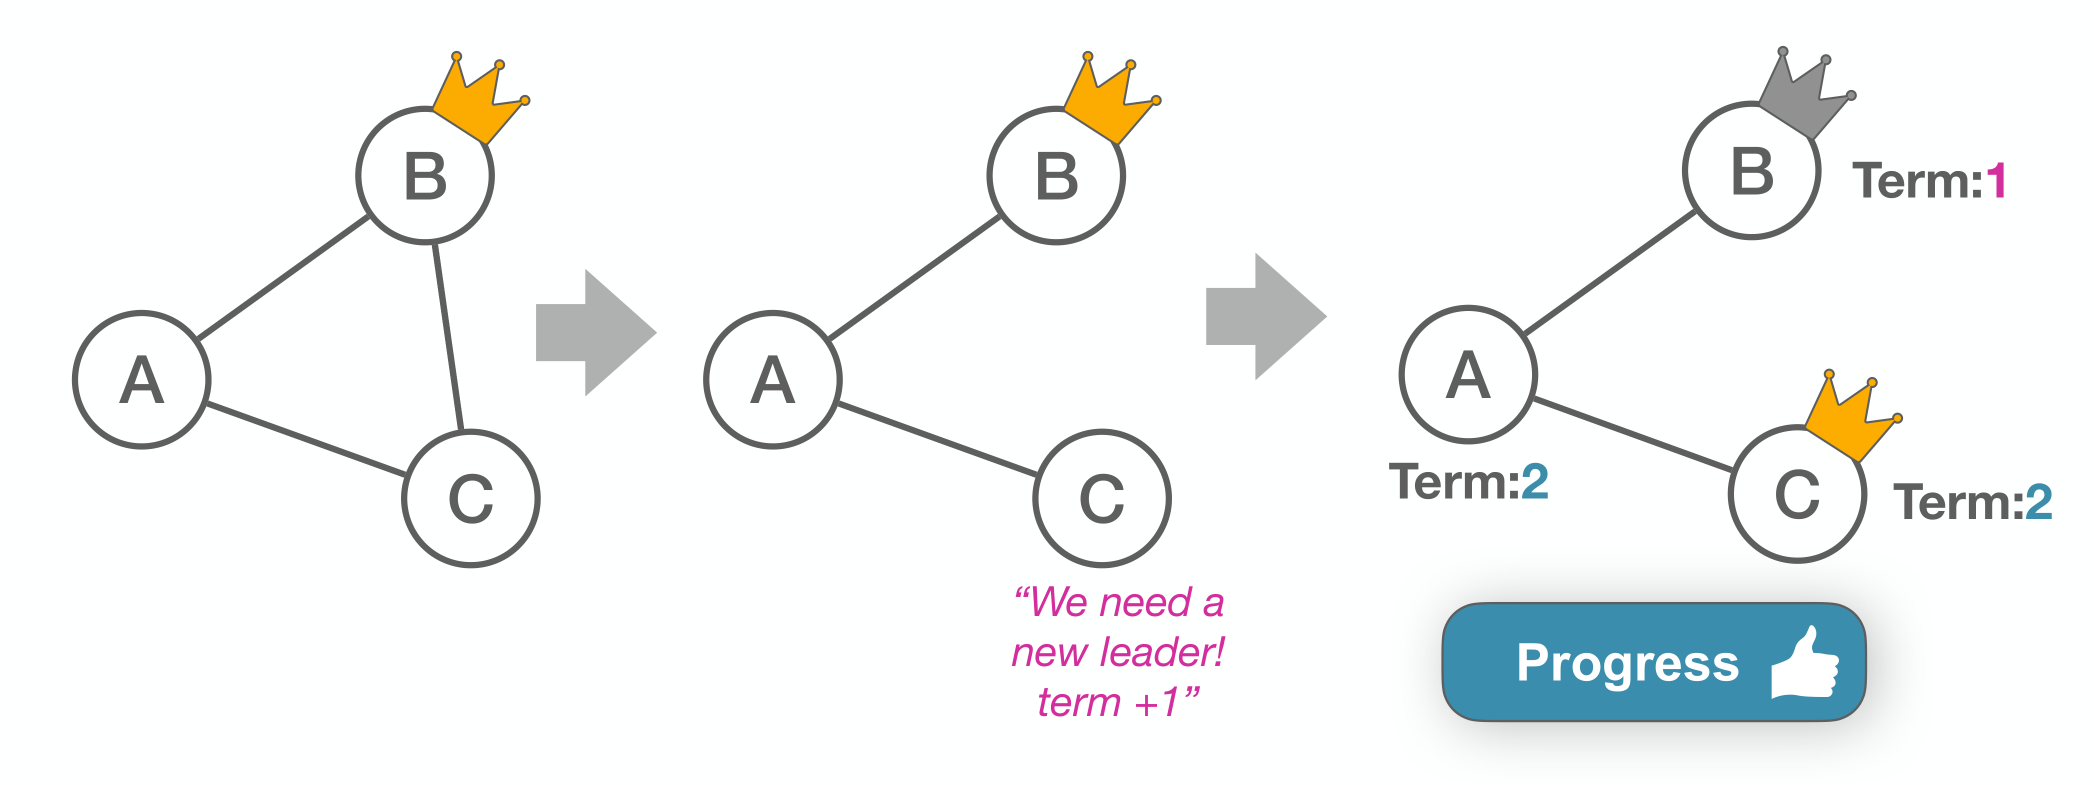 B
A
C
B
A
C
“We need a
new leader!
term +1”
B
Term:1
A
Term:2
C
Term:2
Progress